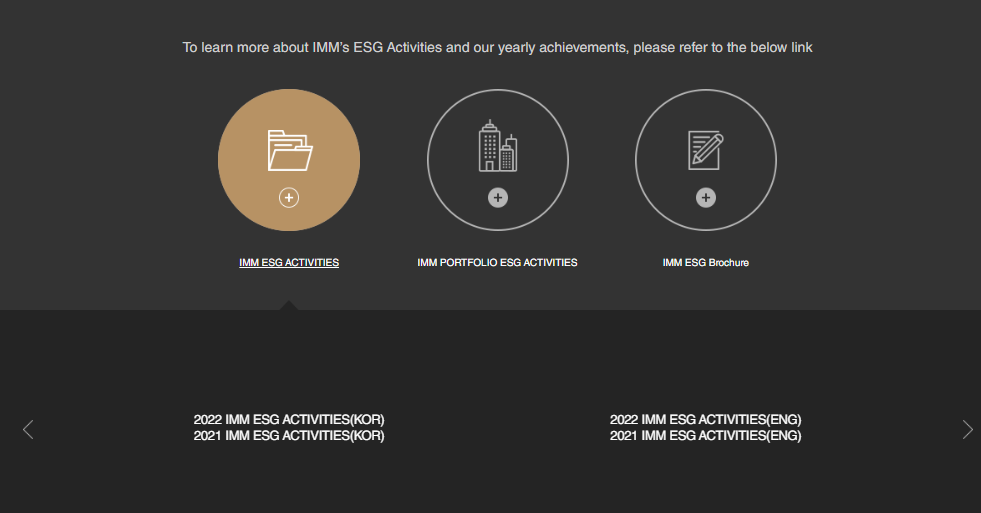 To learn more about IMM's ESG Activities and our yearly achievements, please refer to the below link
IMM ESG ACTIVITIES
IMM PORTFOLIO ESG ACTIVITIES
IMM ESG Brochure
2022 IMM ESG ACTIVITIES(KOR)
2021 IMM ESG ACTIVITIES(KOR)
2022 IMM ESG ACTIVITIES(ENG)
2021 IMM ESG ACTIVITIES(ENG)